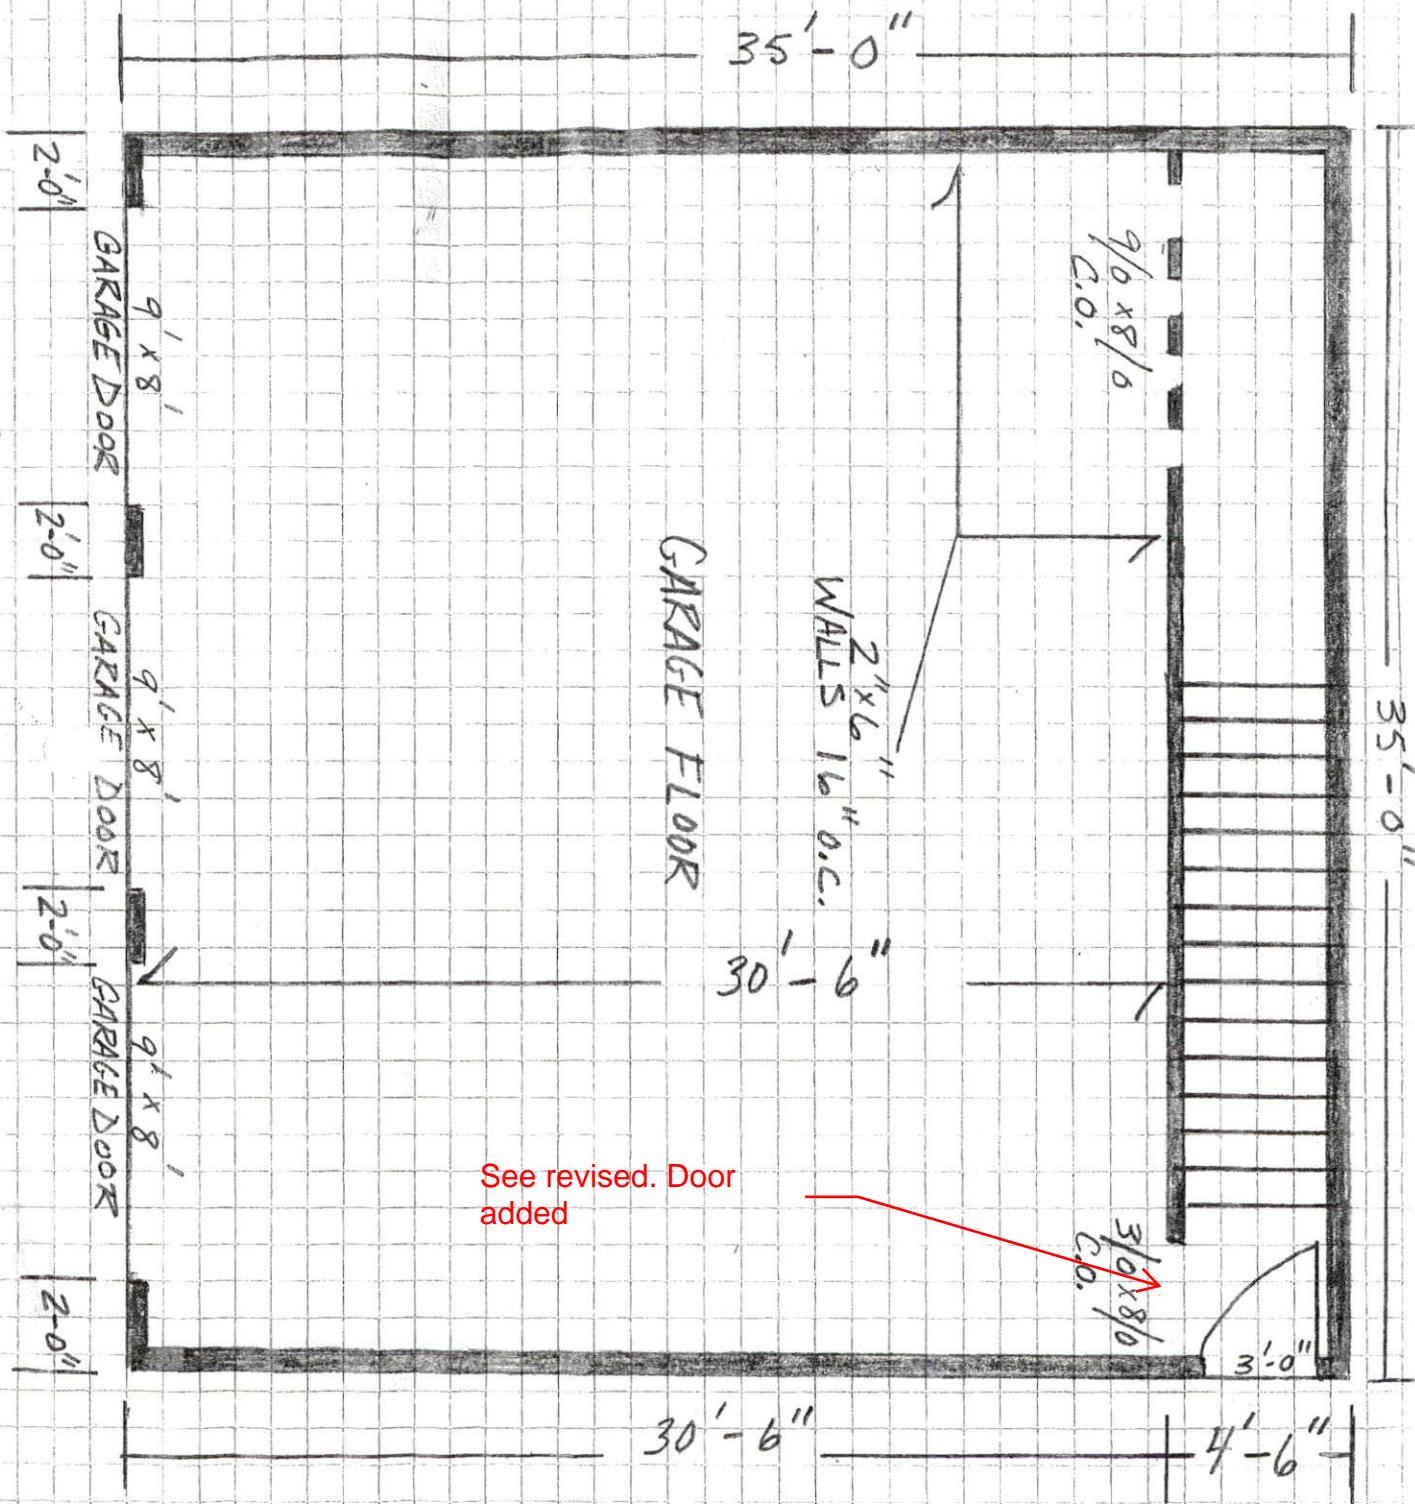 35'-0"
2'-0"
GARAGE DOOR
9' x 8'
9/0 x 8/0
C.O.
2'-0"
GARAGE DOOR
9' x 8'
GARAGE FLOOR
2"x6"
WALLS 16" O.C.
35'-0"
2'-0"
30'-6"
GARAGE DOOR
9' x 8'
See revised. Door
added
3/0 x 8/0
C.O.
2'-0"
3'-0"
30'-6"
4'-6"